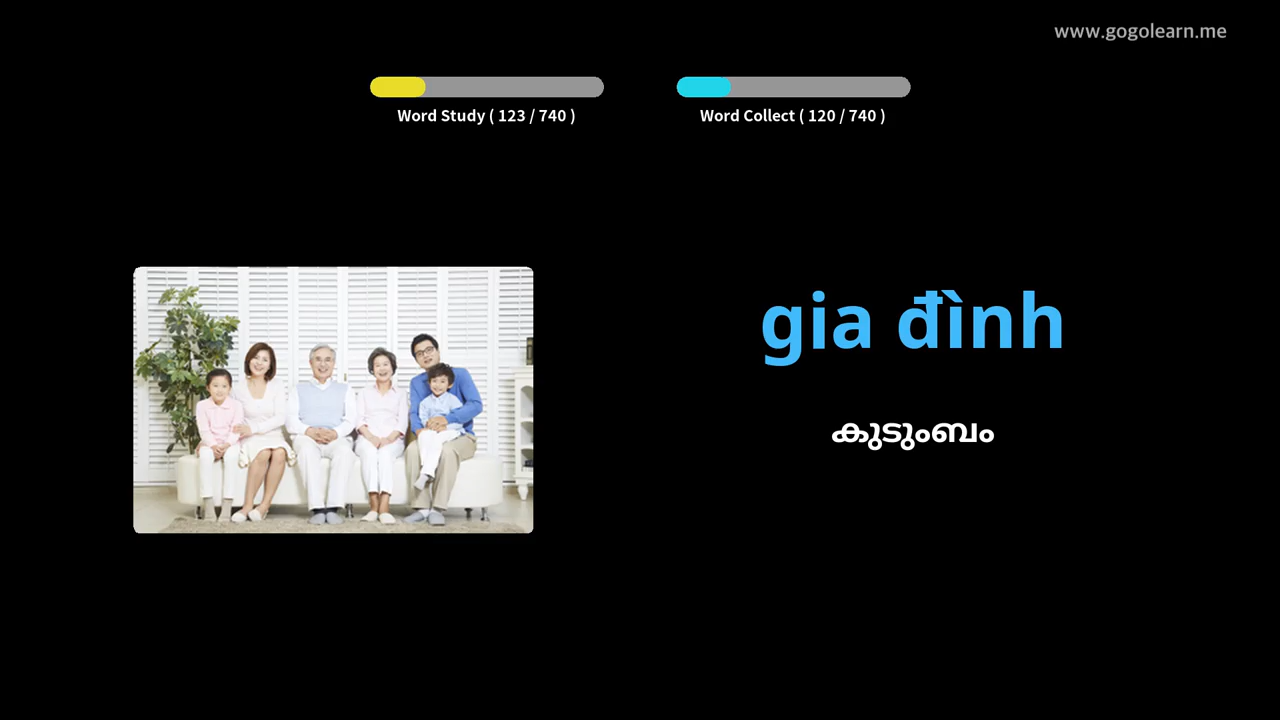 www.gogolearn.me
Word Study ( 123 / 740 )
Word Collect ( 120 / 740 )
gia đình
കുടുംബം